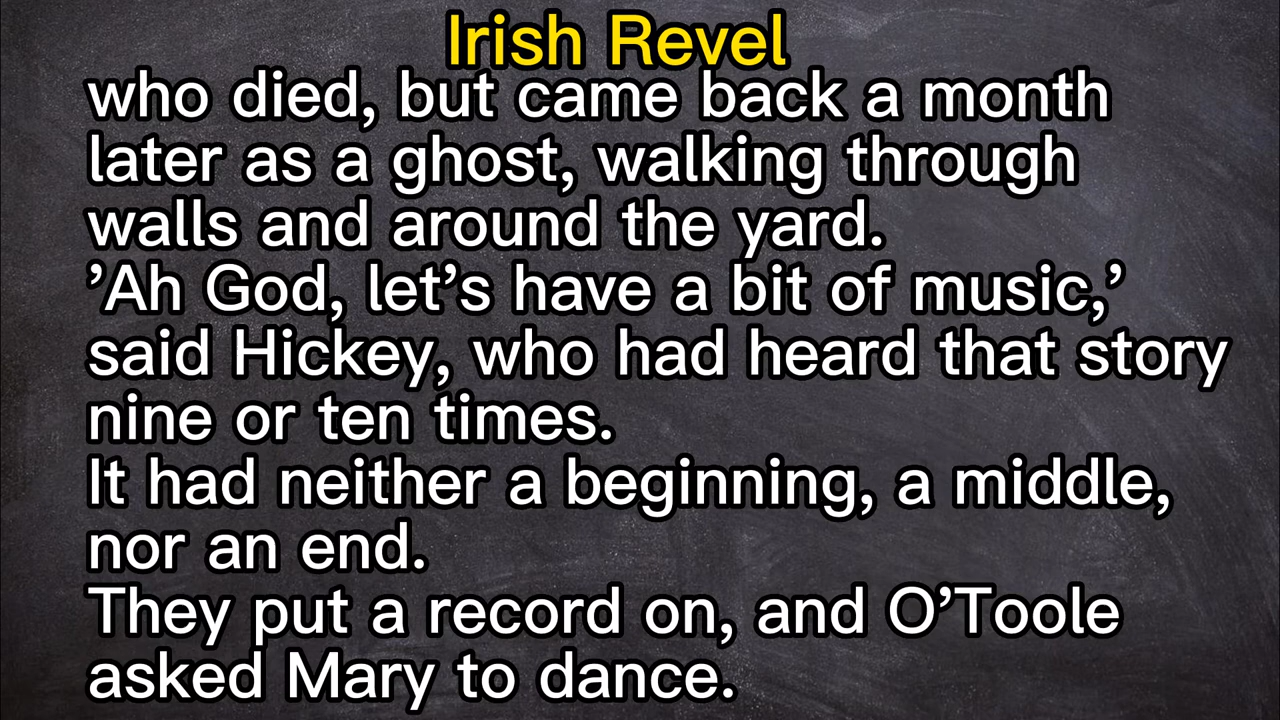 Irish Revel
who died, but came back a month
later as a ghost, walking through
walls and around the yard.
’Ah God, let’s have a bit of music,’
said Hickey, who had heard that story
nine or ten times.
It had neither a beginning, a middle,
nor an end.
They put a record on, and O’Toole
asked Mary to dance.